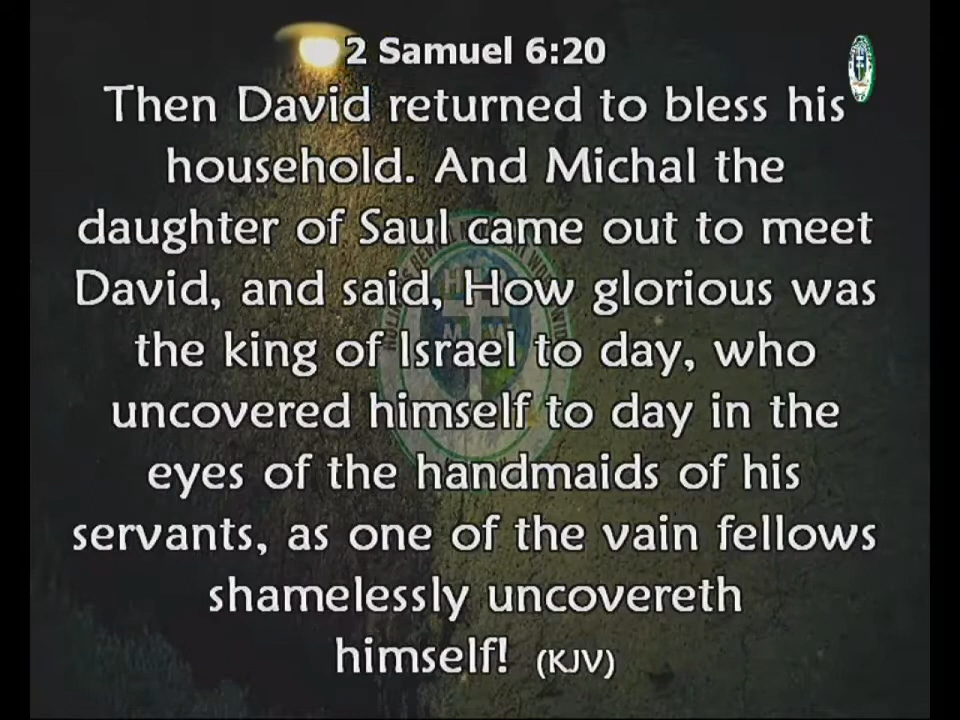 2 Samuel 6:20
Then David returned to bless his
household. And Michal the
daughter of Saul came out to meet
David, and said, How glorious was
the king of Israel to day, who
uncovered himself to day in the
eyes of the handmaids of his
servants, as one of the vain fellows
shamelessly uncovereth
himself! (KJV)